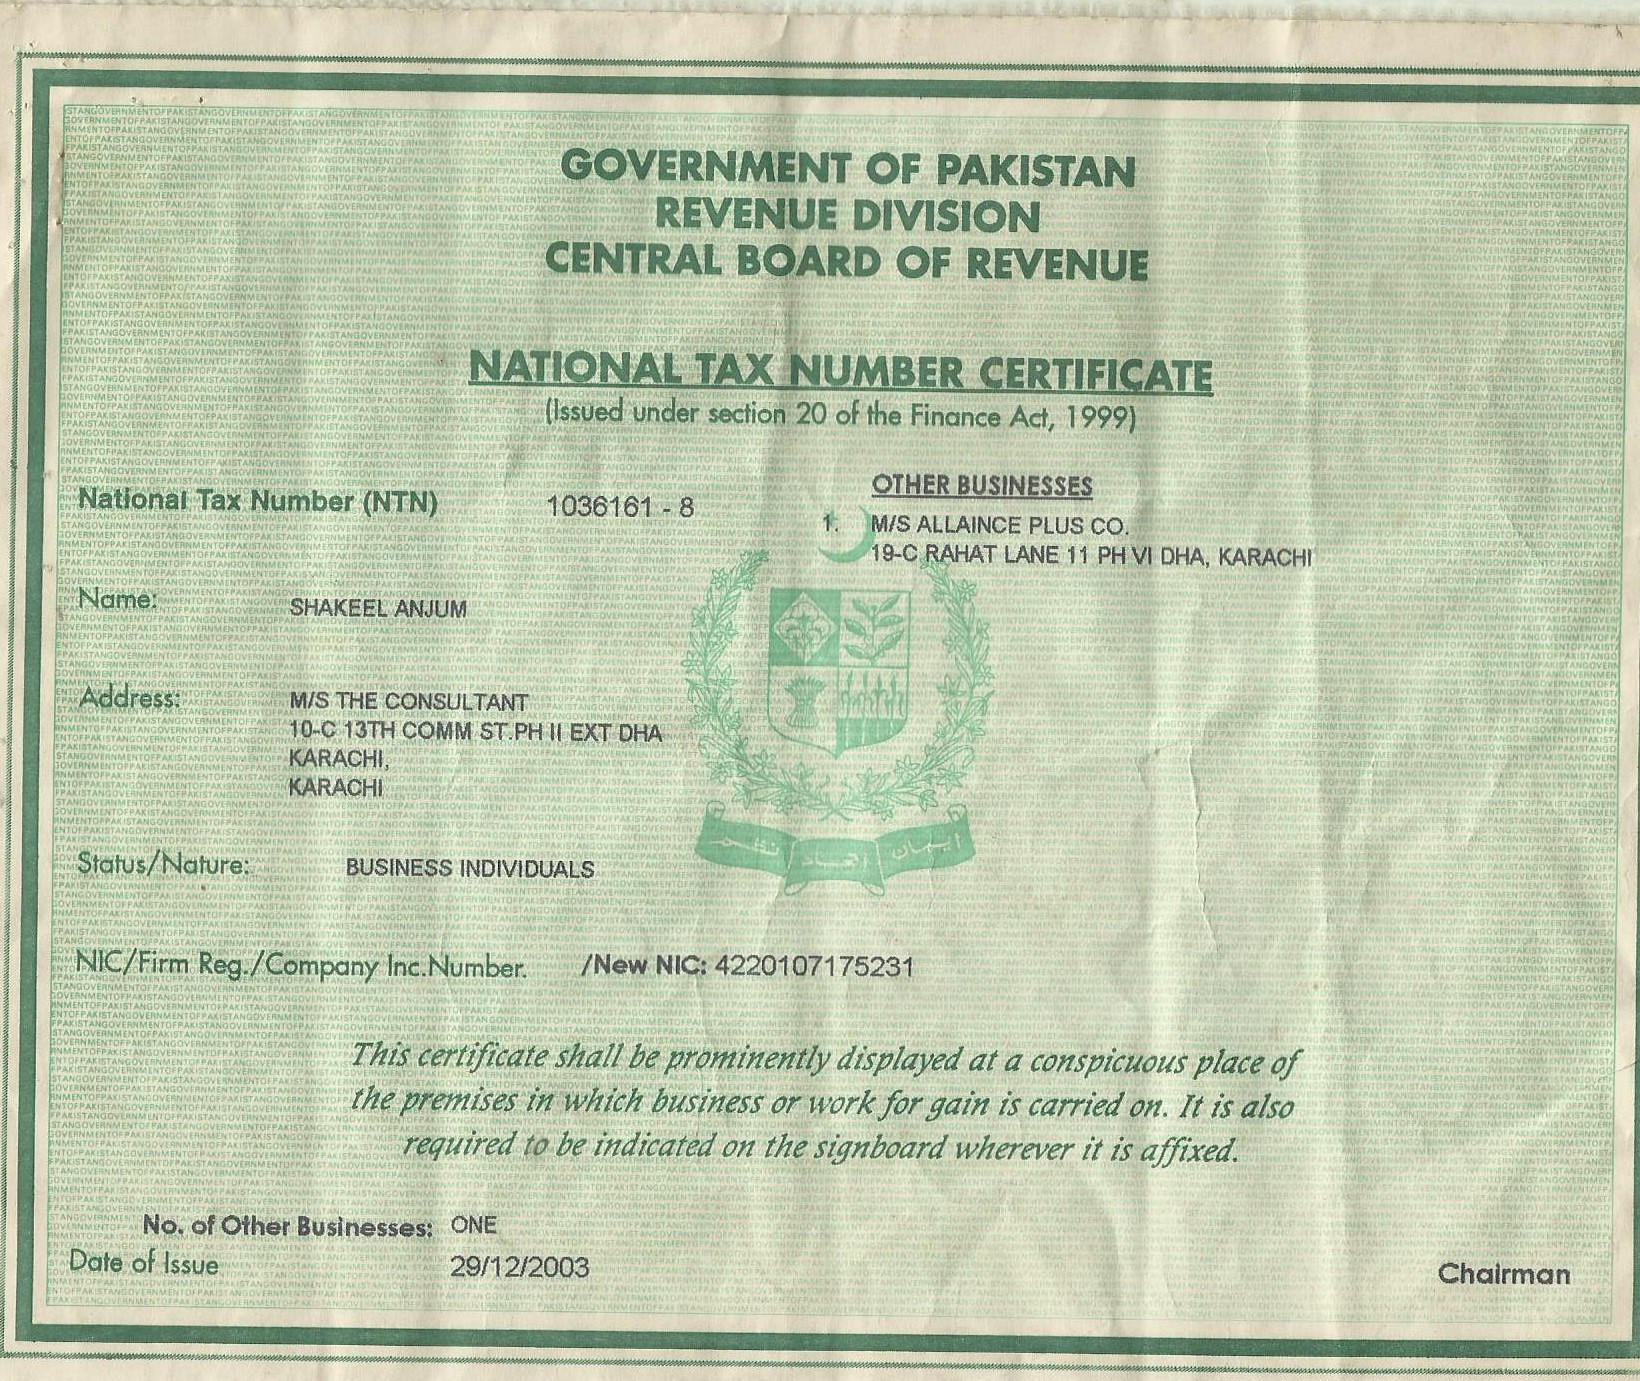 GOVERNMENT OF PAKISTAN
REVENUE DIVISION
CENTRAL BOARD OF REVENUE
NATIONAL TAX NUMBER CERTIFICATE
(Issued under section 20 of the Finance Act, 1999)
National Tax Number (NTN) 1036161 - 8
OTHER BUSINESSES
1. M/S ALLAINCE PLUS CO.
19-C RAHAT LANE 11 PH VI DHA, KARACHI
Name: SHAKEEL ANJUM
Address: M/S THE CONSULTANT
10-C 13TH COMM ST.PH II EXT DHA
KARACHI,
KARACHI
ایمان اتحاد نظم
Status/Nature: BUSINESS INDIVIDUALS
NIC/Firm Reg./Company Inc.Number. /New NIC: 4220107175231
This certificate shall be prominently displayed at a conspicuous place of
the premises in which business or work for gain is carried on. It is also
required to be indicated on the signboard wherever it is affixed.
No. of Other Businesses: ONE
Date of Issue 29/12/2003
Chairman